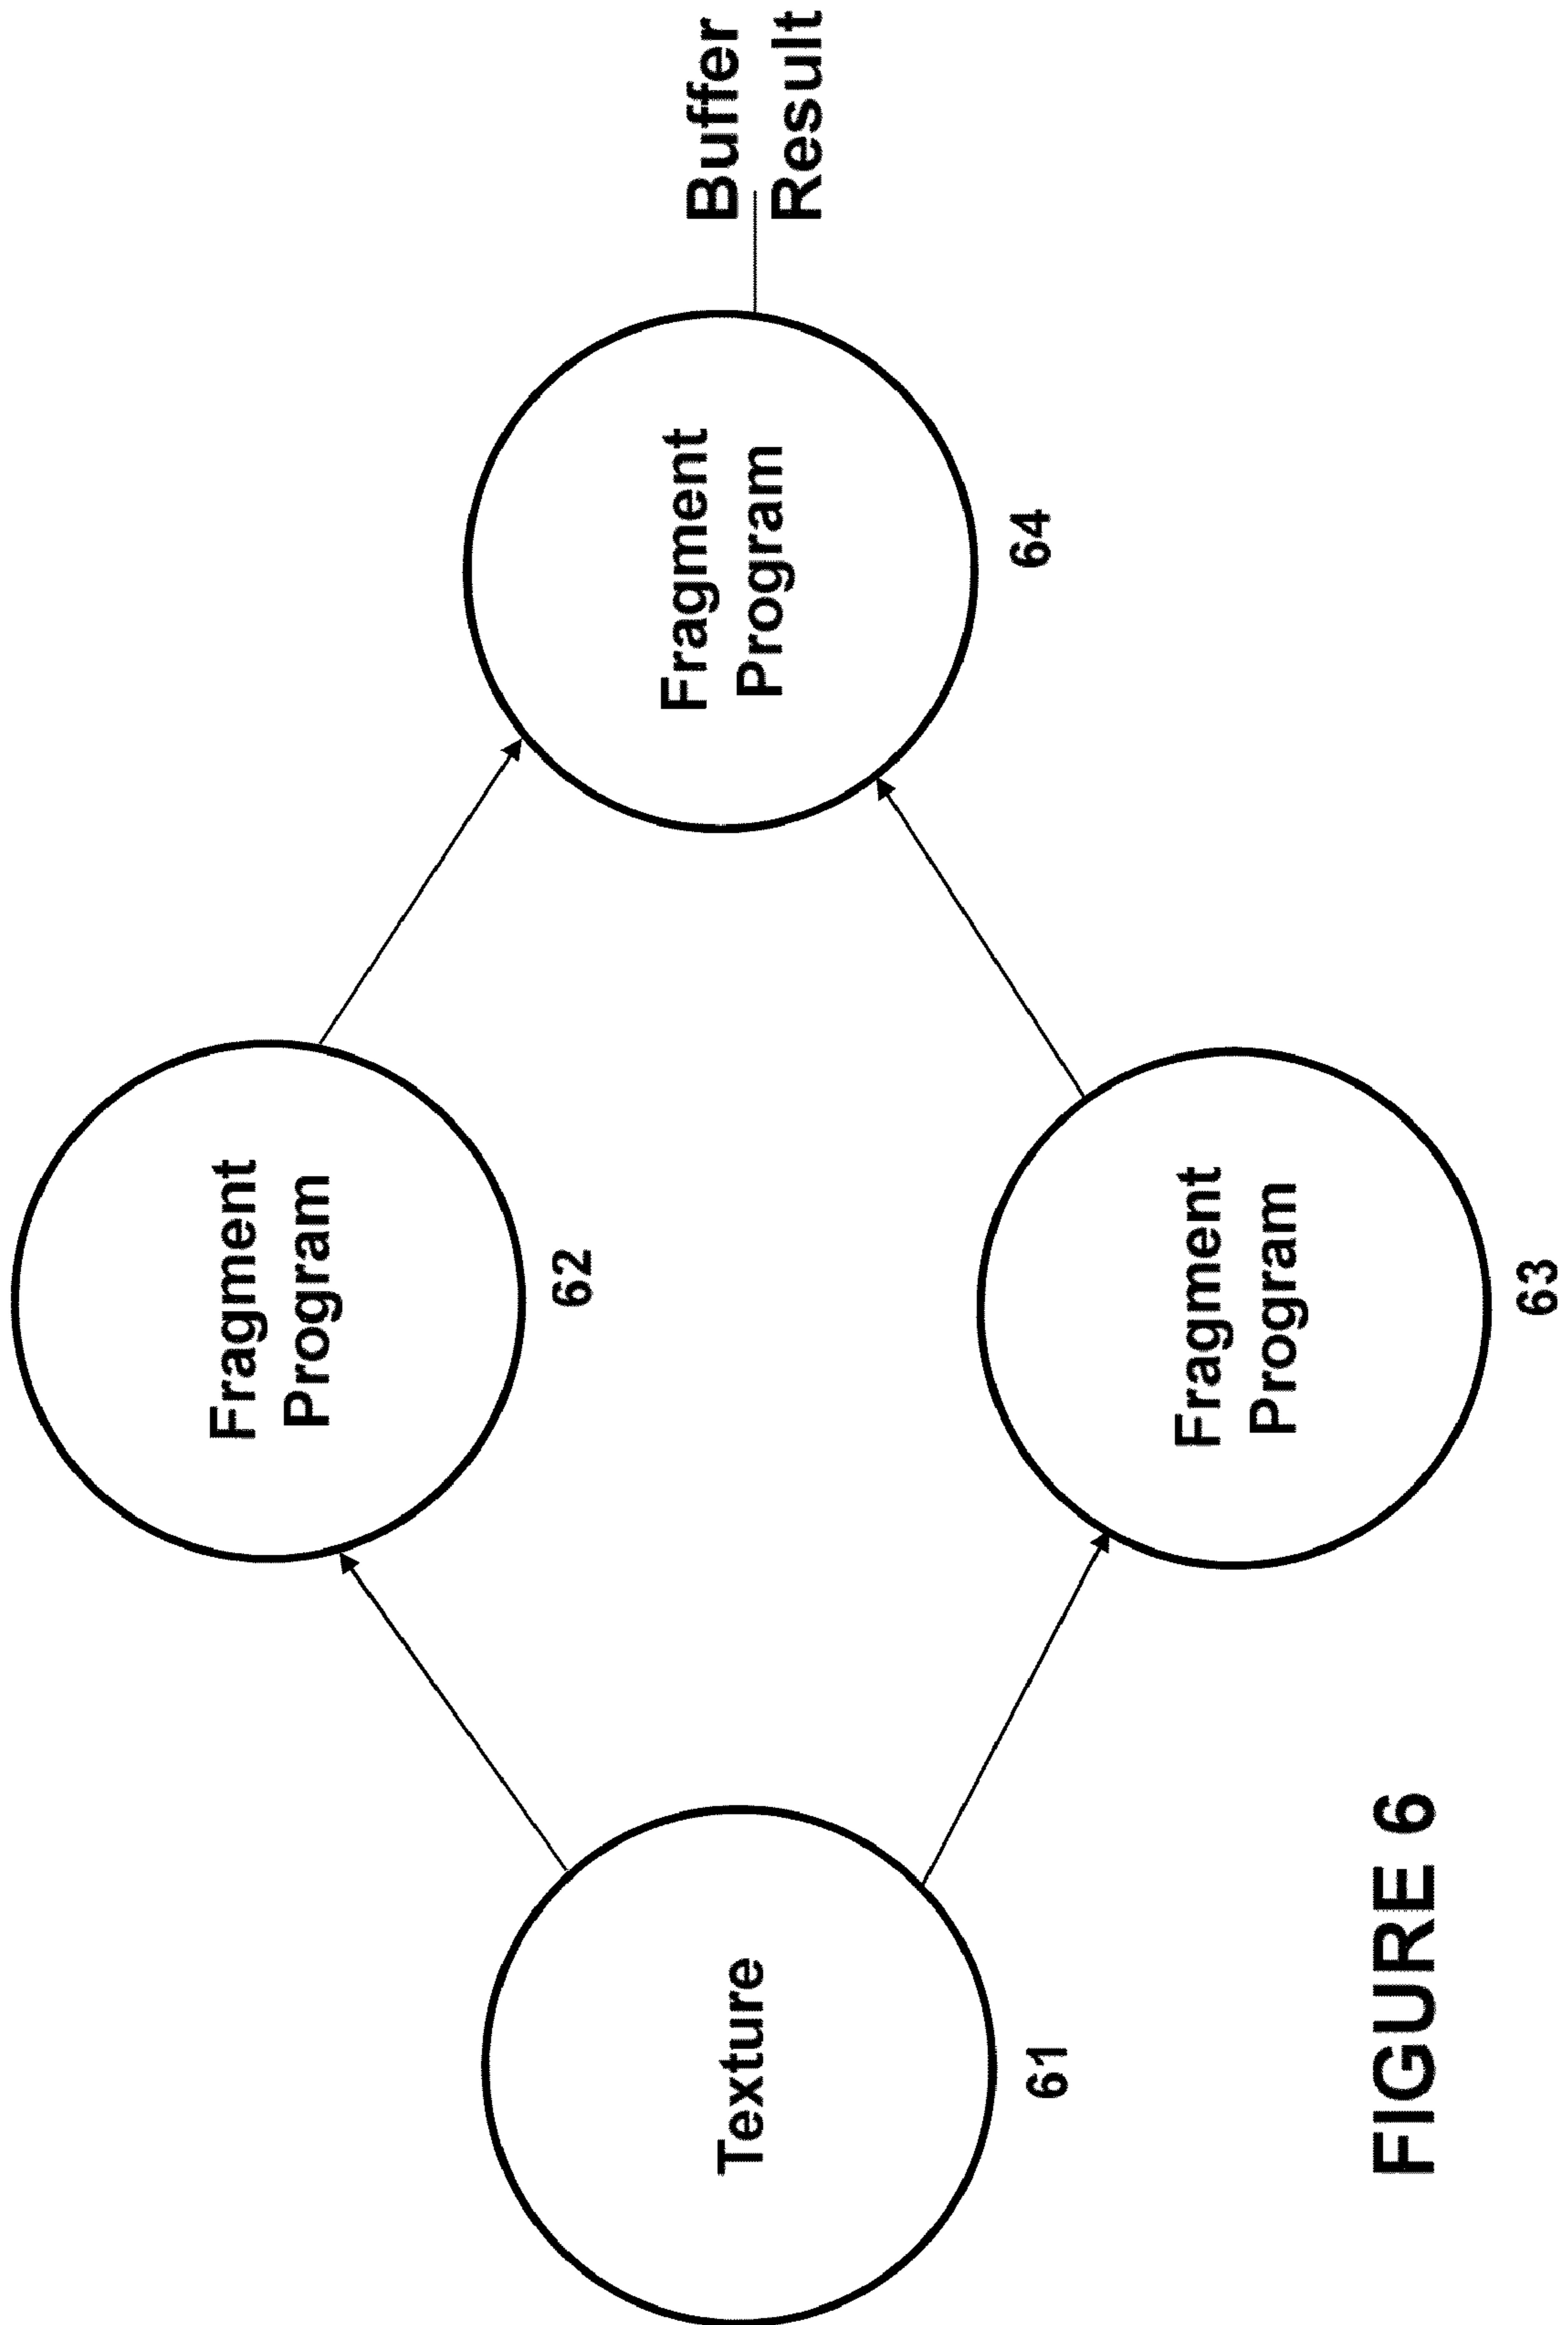 Fragment
Program
62
Buffer
Result
Texture
61
Fragment
Program
64
Fragment
Program
63
FIGURE 6